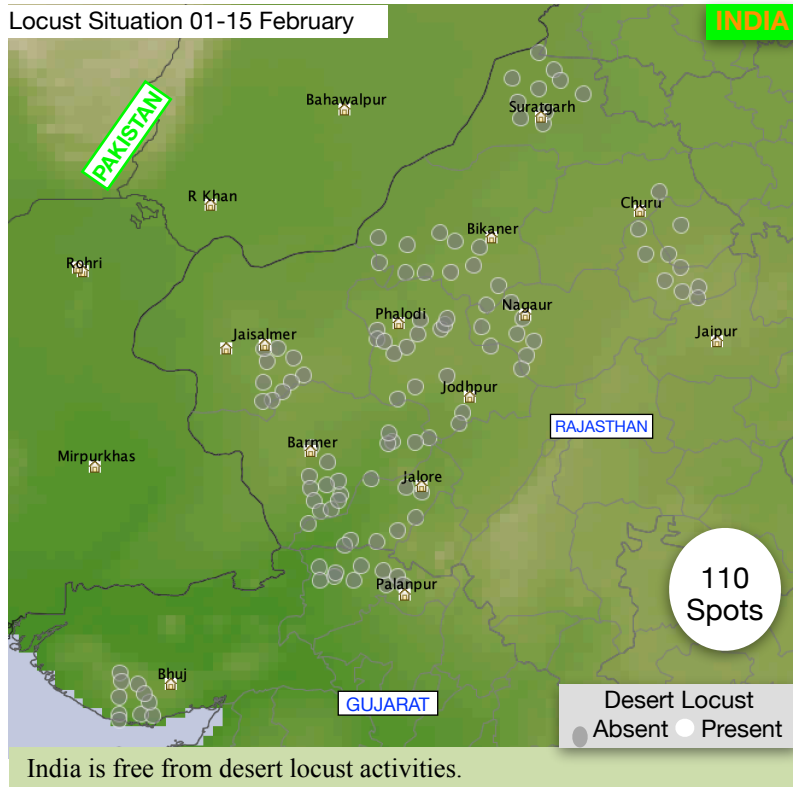 Locust Situation 01-15 February
INDIA
PAKISTAN
Bahawalpur
Suratgarh
R Khan
Churu
Bikaner
Rohri
Phalodi
Nagaur
Jaisalmer
Jaipur
Jodhpur
RAJASTHAN
Barmer
Mirpurkhas
Jalore
110
Spots
Palanpur
Bhuj
GUJARAT
Desert Locust
Absent Present
India is free from desert locust activities.